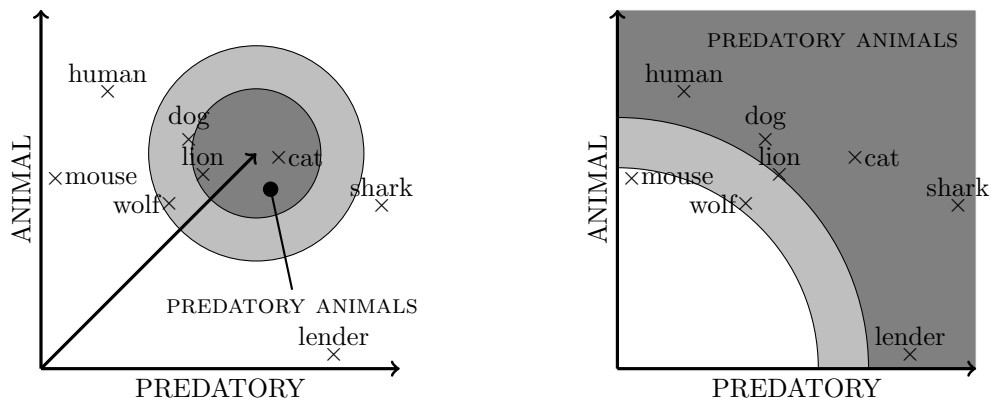 human
dog
lion
cat
mouse
shark
wolf
PREDATORY ANIMALS
lender
ANIMAL
PREDATORY
PREDATORY ANIMALS
human
dog
lion
cat
mouse
shark
wolf
lender
ANIMAL
PREDATORY